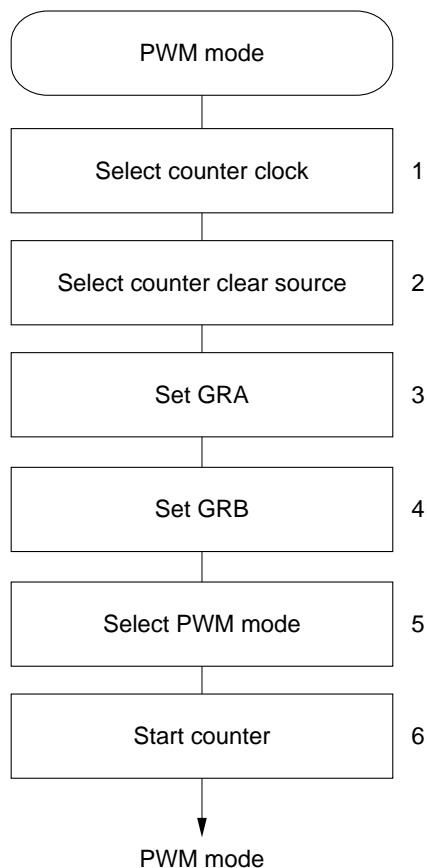 PWM mode
Select counter clock 1
Select counter clear source 2
Set GRA 3
Set GRB 4
Select PWM mode 5
Start counter 6
PWM mode